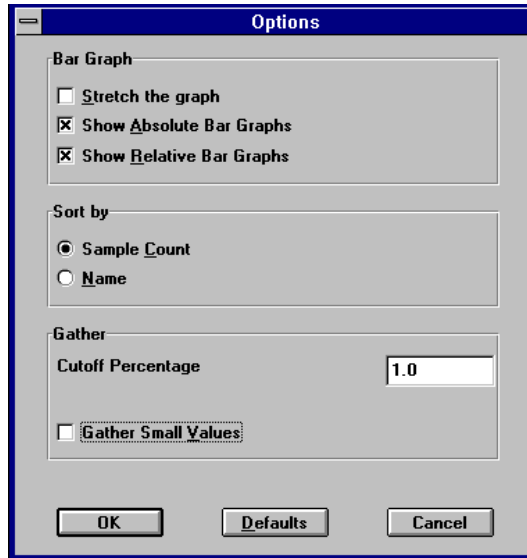 Options
Bar Graph
Stretch the graph
Show Absolute Bar Graphs
Show Relative Bar Graphs
Sort by
Sample Count
Name
Gather
Cutoff Percentage 1.0
Gather Small Values
OK Defaults Cancel